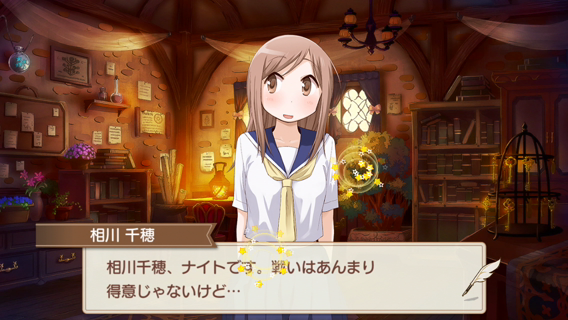 相川 千穂
相川千穂、ナイトです。戦いはあんまり
得意じゃないけど…